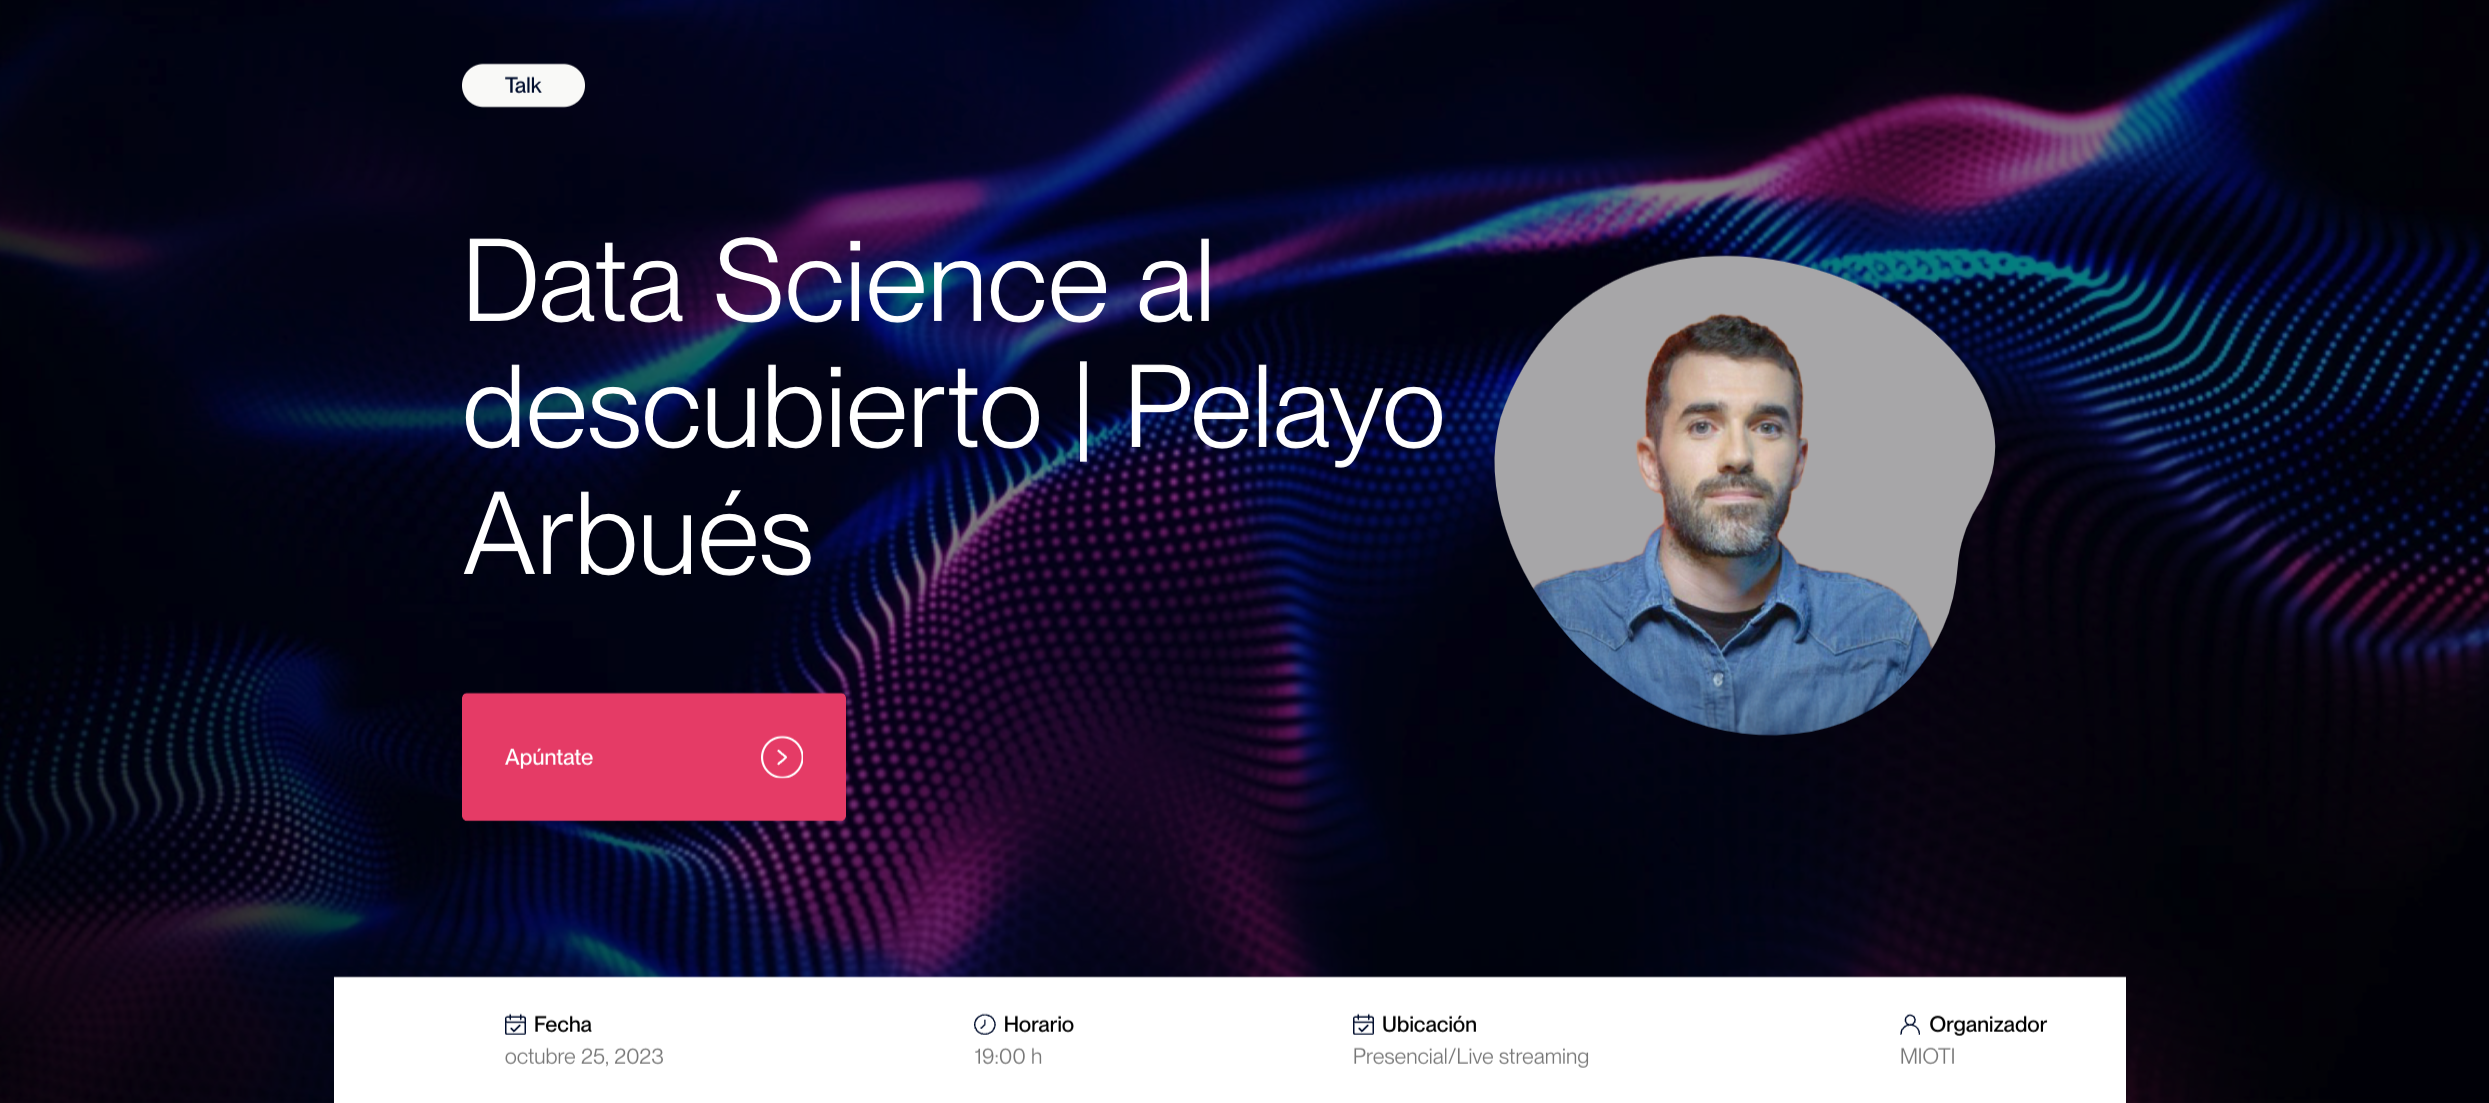 Talk
Data Science al
descubierto | Pelayo
Arbués
Apúntate
Fecha
octubre 25, 2023
Horario
19:00 h
Ubicación
Presencial/Live streaming
Organizador
MIOTI